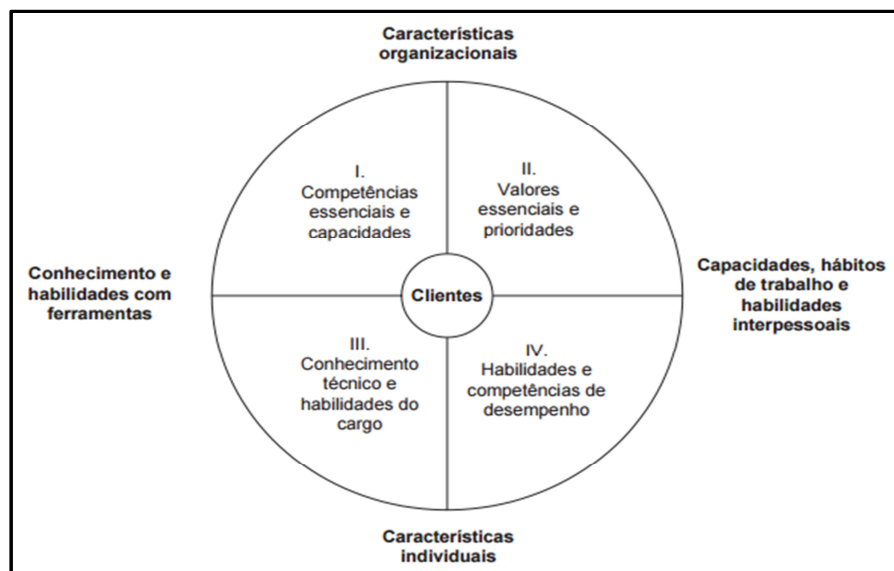 Características
organizacionais
I.
Competências
essenciais e
capacidades
II.
Valores
essenciais e
prioridades
Conhecimento e
habilidades com
ferramentas
Clientes
Capacidades, hábitos
de trabalho e
habilidades
interpessoais
III.
Conhecimento
técnico e
habilidades do
cargo
IV.
Habilidades e
competências de
desempenho
Características
individuais